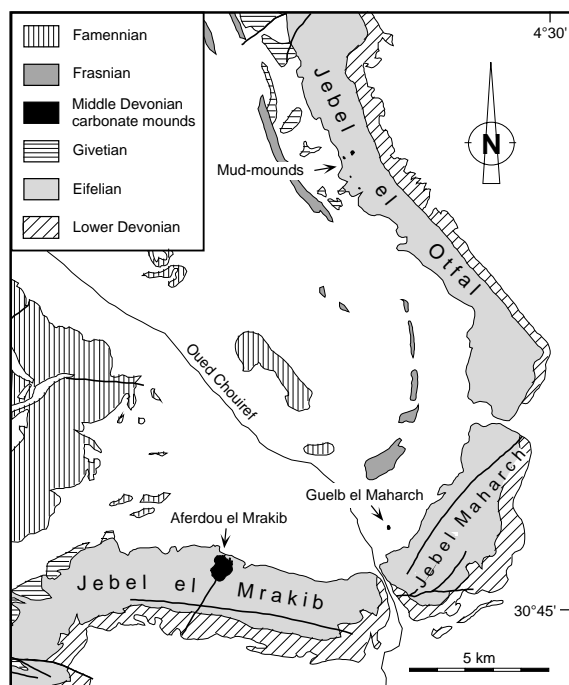 Famennian
Frasnian
Middle Devonian
carbonate mounds
Givetian
Eifelian
Lower Devonian
4°30
N
Jebel el Otfal
Mud-mounds
Oued Chouiref
Guelb el Maharch
Jebel Maharch
Aferdou el Mrakib
Jebel el Mrakib
30°45
5 km